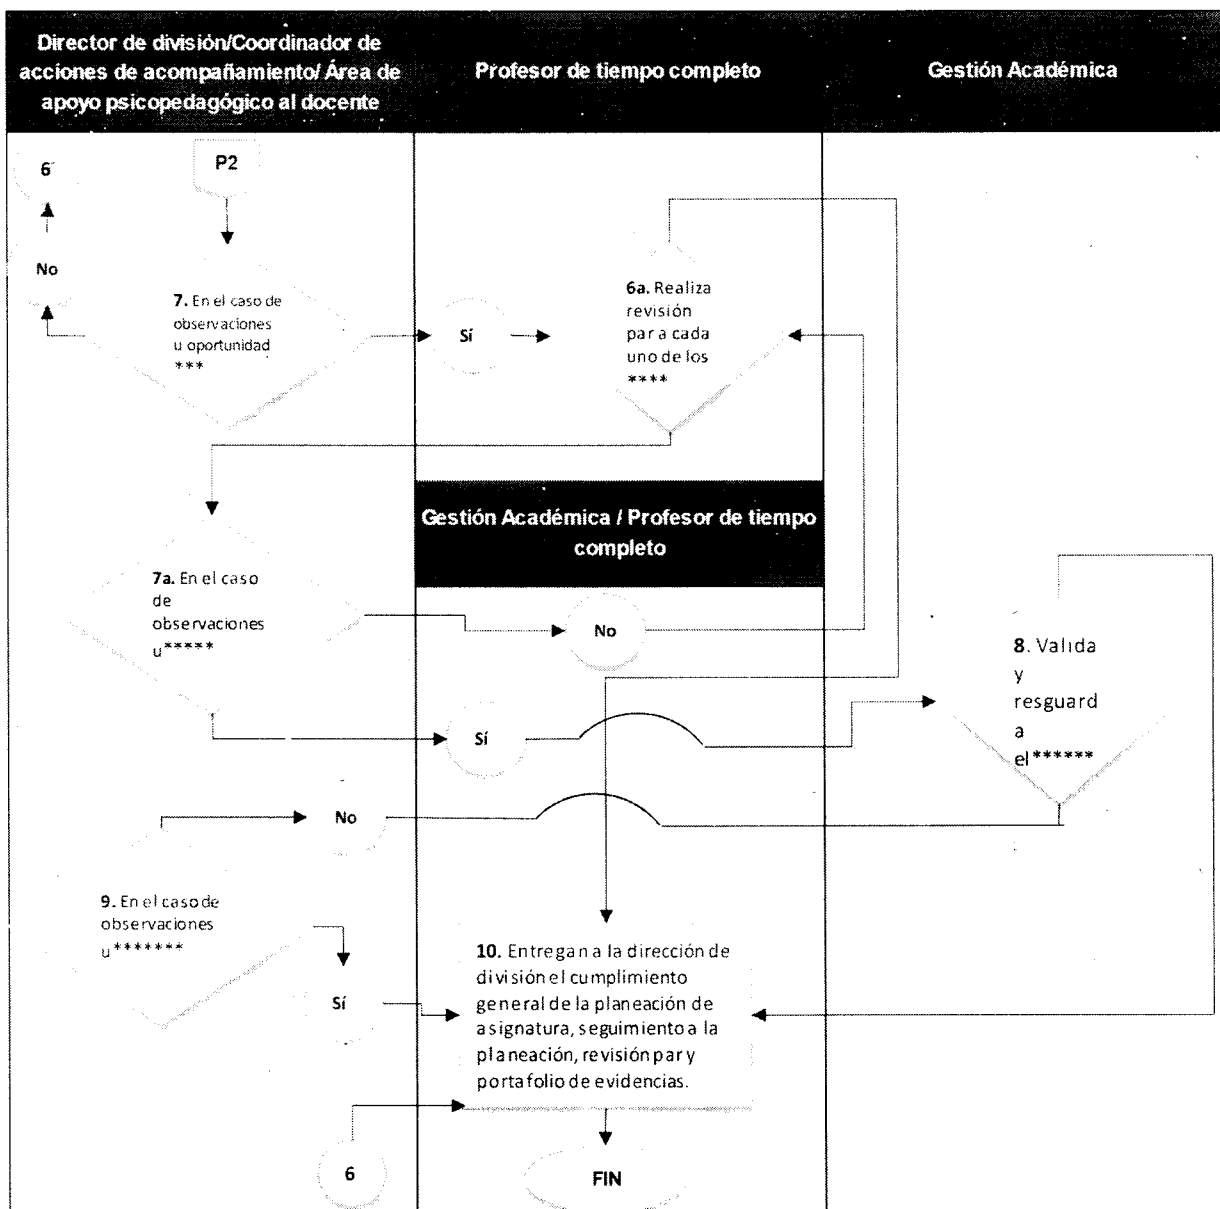 Director de división/Coordinador de
acciones de acompañamiento/ Área de
apoyo psicopedagógico al docente
Profesor de tiempo completo
Gestión Académica
6
P2
No
7. En el caso de
observaciones
u oportunidad
***
Sí
6a. Realiza
revisión
par a cada
uno de los
****
Gestión Académica / Profesor de tiempo
completo
7a. En el caso
de
observaciones
u*****
No
8. Valida
y
resguard
a
el******
Sí
No
9. En el caso de
observaciones
u*******
Sí
10. Entregan a la dirección de
división el cumplimiento
general de la planeación de
asignatura, seguimiento a la
planeación, revisión par y
portafolio de evidencias.
6
FIN